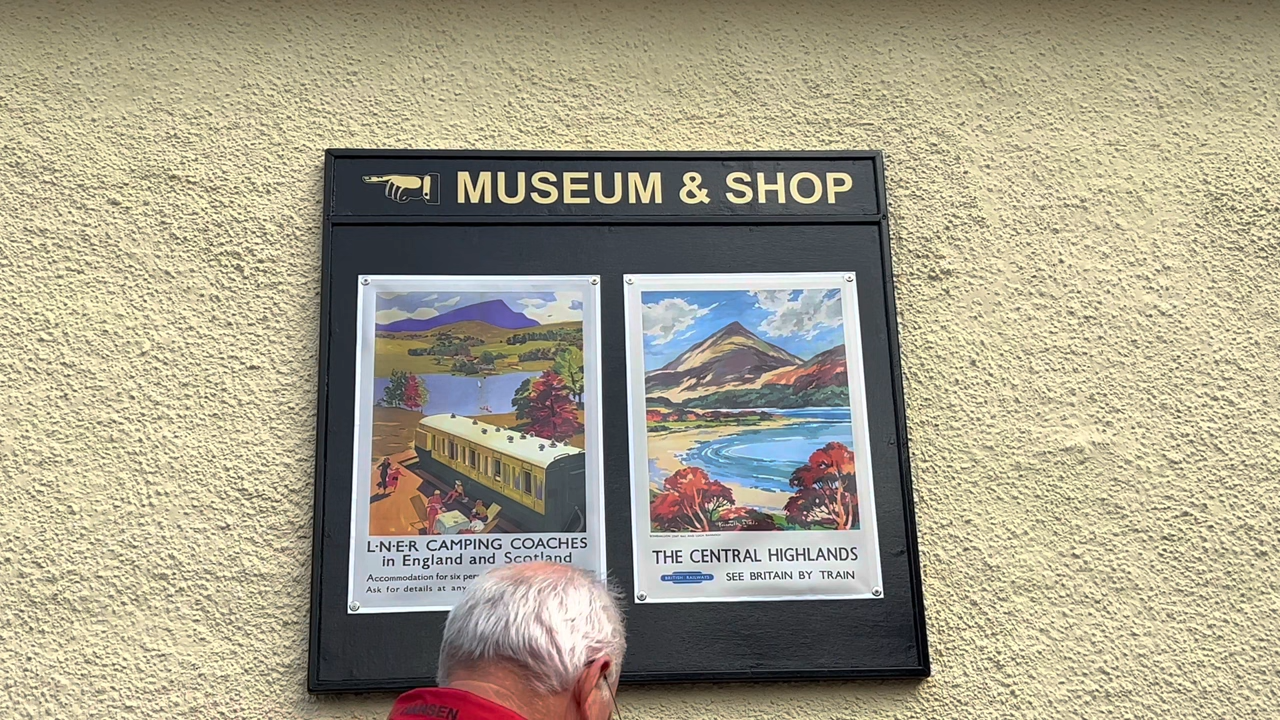 MUSEUM & SHOP
L·N·E·R CAMPING COACHES
in England and Scotland
Accommodation for six
Ask for details at any
THE CENTRAL HIGHLANDS
BRITISH RAILWAYS
SEE BRITAIN BY TRAIN